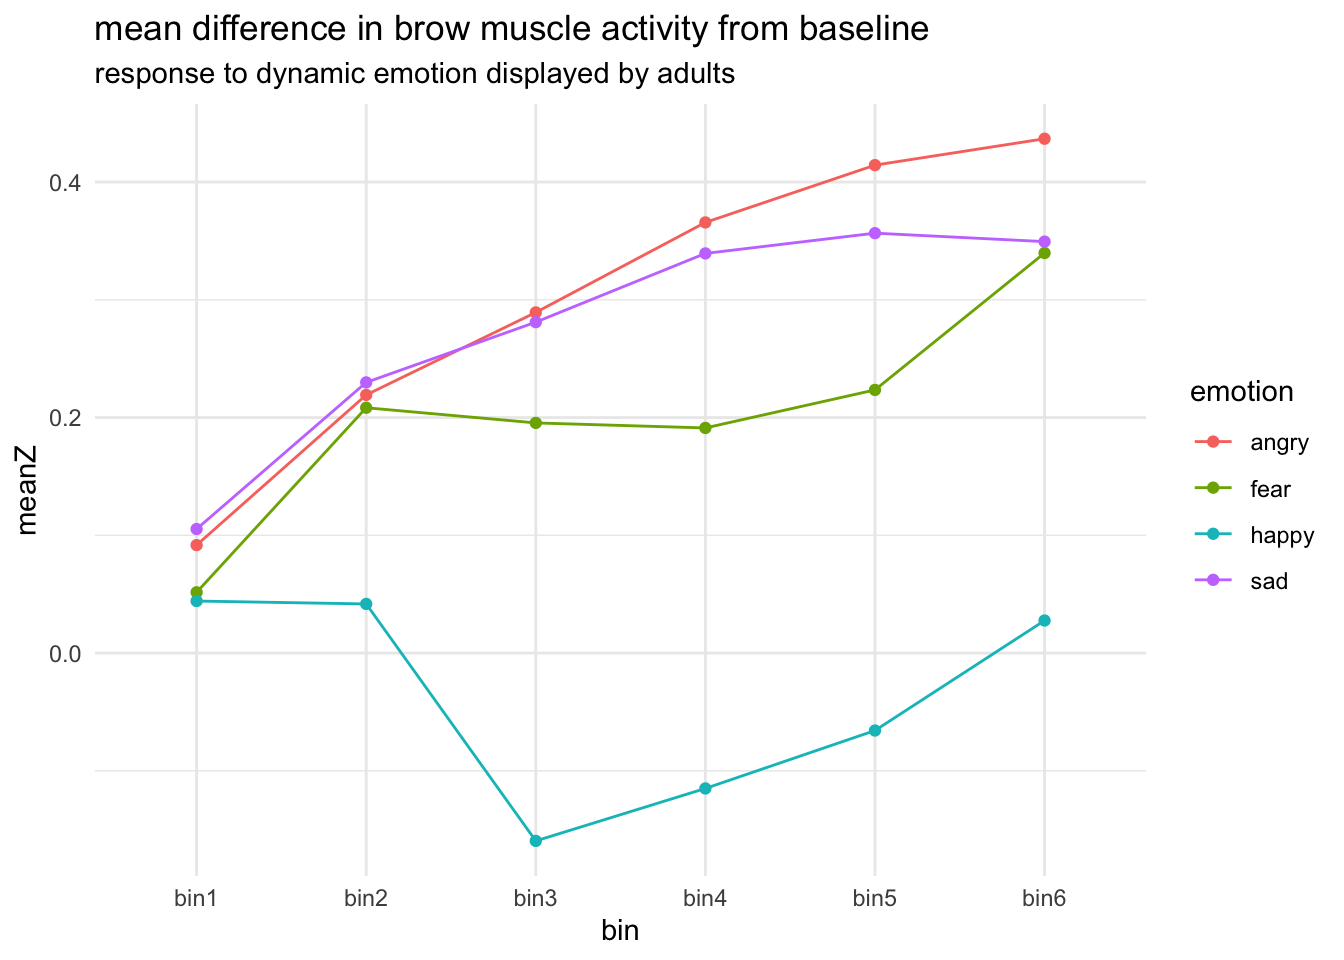 mean difference in brow muscle activity from baseline
response to dynamic emotion displayed by adults
0.4
0.2
0.0
meanZ
bin1 bin2 bin3 bin4 bin5 bin6
bin
emotion
angry
fear
happy
sad